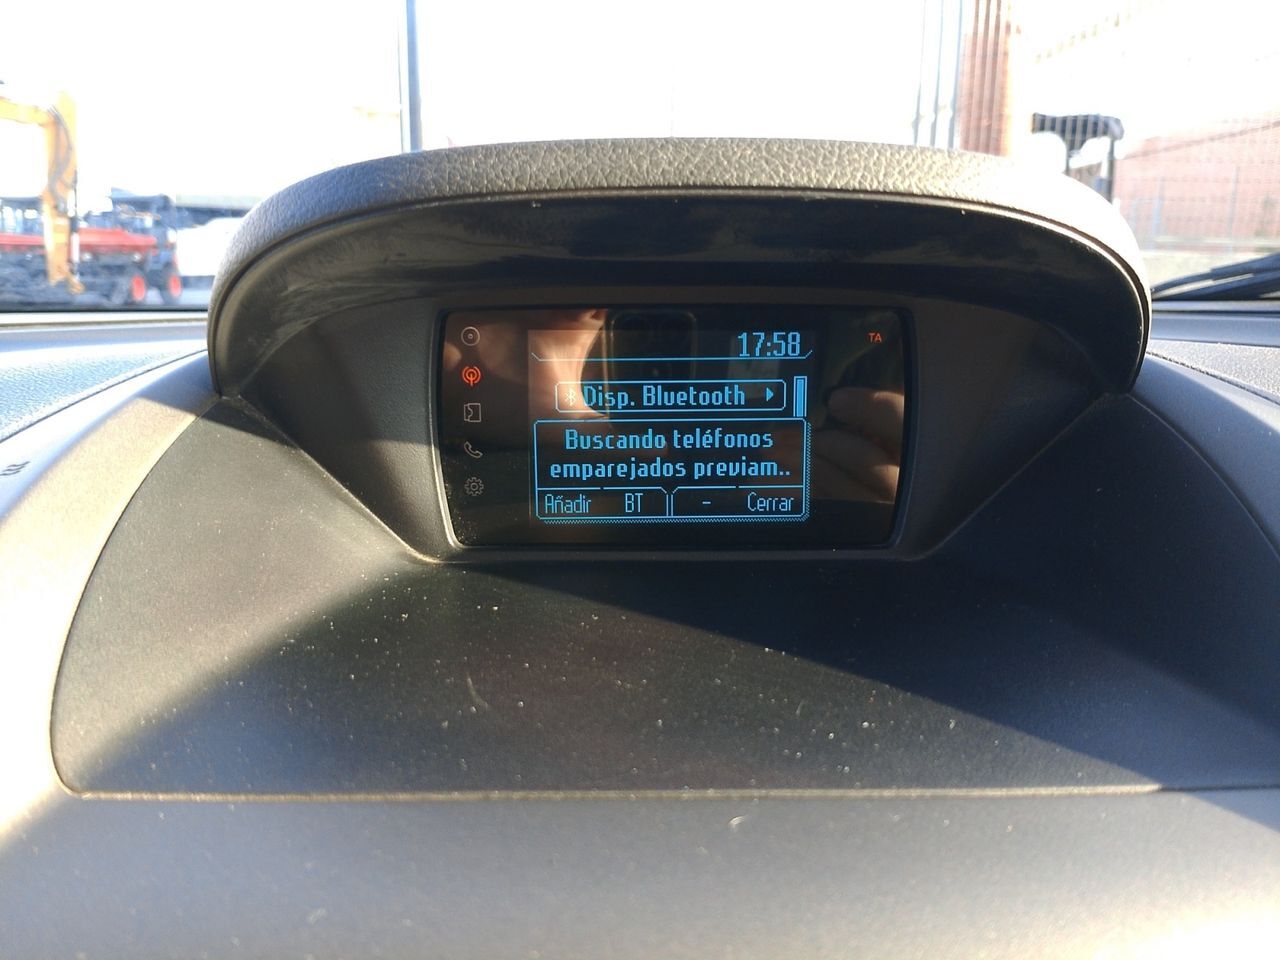 17:58
TA
Disp. Bluetooth
Buscando teléfonos
emparejados previam..
Añadir BT - Cerrar